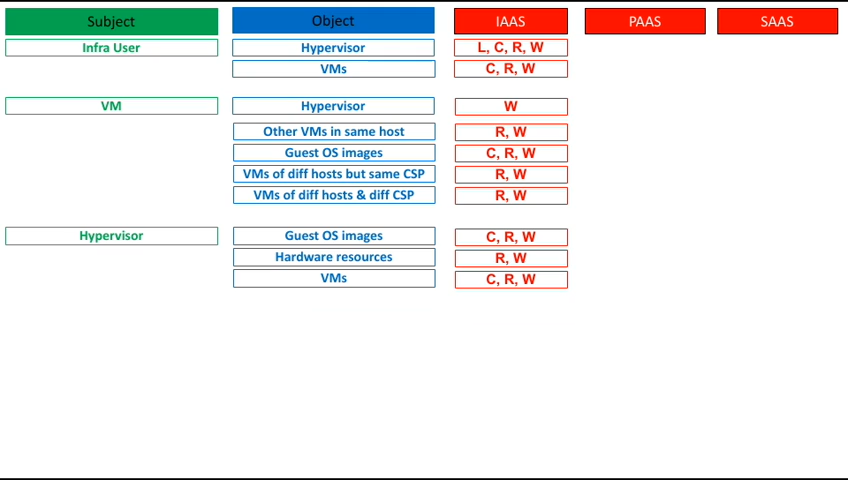 Subject Object IAAS PAAS SAAS
Infra User Hypervisor L, C, R, W
VMs C, R, W
VM Hypervisor W
Other VMs in same host R, W
Guest OS images C, R, W
VMs of diff hosts but same CSP R, W
VMs of diff hosts & diff CSP R, W
Hypervisor Guest OS images C, R, W
Hardware resources R, W
VMs C, R, W